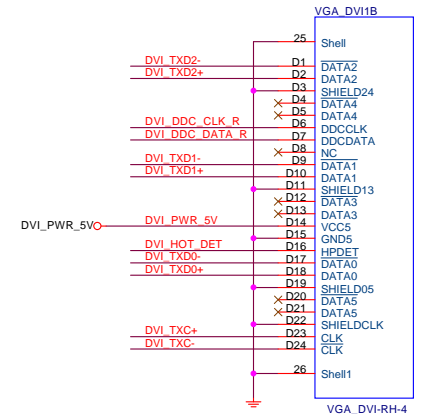 VGA_DVI1B
25 Shell
DVI_TXD2- D1 DATA2
DVI_TXD2+ D2 DATA2
D3 SHIELD24
D4 DATA4
D5 DATA4
DVI_DDC_CLK_R D6 DDCCLK
DVI_DDC_DATA_R D7 DDCDATA
D8 NC
DVI_TXD1- D9 DATA1
DVI_TXD1+ D10 DATA1
D11 SHIELD13
D12 DATA3
D13 DATA3
DVI_PWR_5V DVI_PWR_5V D14 VCC5
D15 GND5
DVI_HOT_DET D16 HPDET
DVI_TXD0- D17 DATA0
DVI_TXD0+ D18 DATA0
D19 SHIELD05
D20 DATA5
D21 DATA5
D22 SHIELDCLK
DVI_TXC+ D23 CLK
DVI_TXC- D24 CLK
26 Shell1
VGA_DVI-RH-4